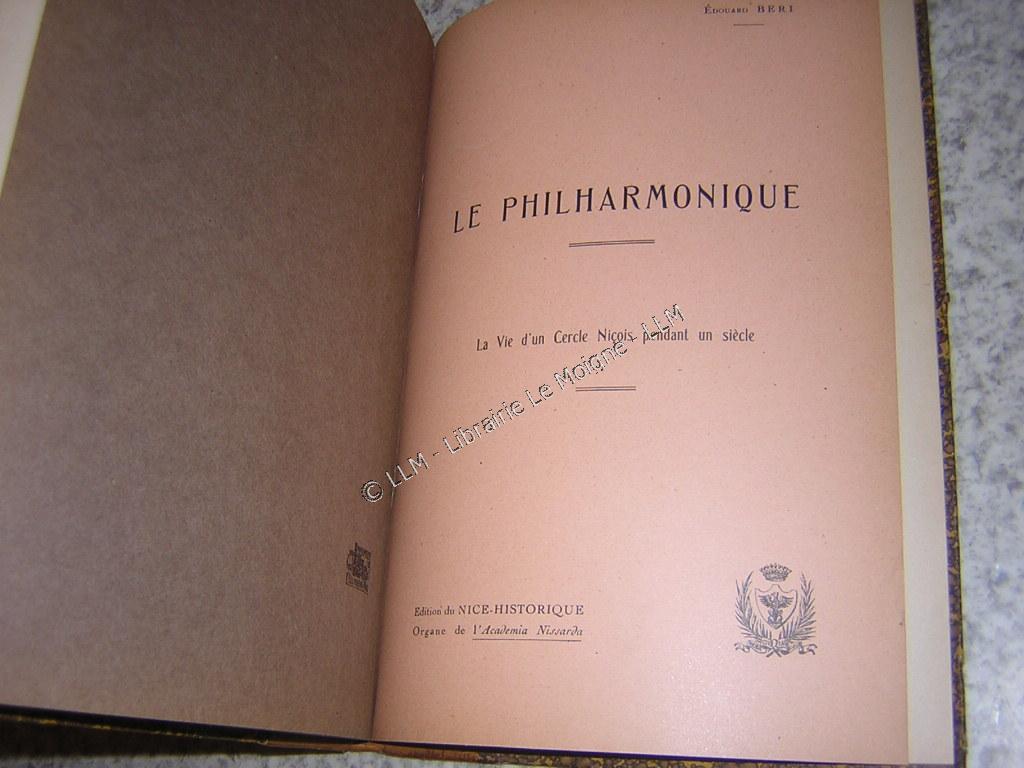 Édouard BERI
LE PHILHARMONIQUE
La Vie d'un Cercle Niçois pendant un siècle
© LLM - Librairie Le Moigne - LLM
Edition du NICE-HISTORIQUE
Organe de l'Academia Nissarda